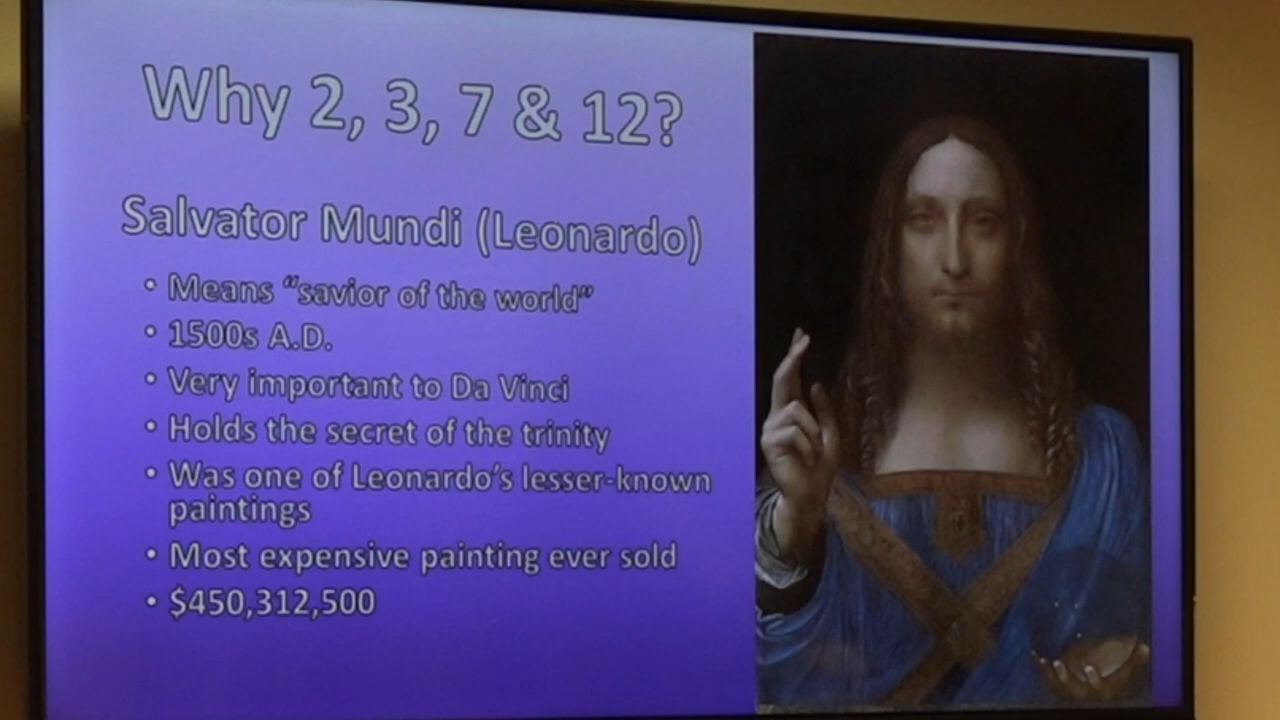 Why 2, 3, 7 & 12?
Salvator Mundi (Leonardo)
• Means “savior of the world”
• 1500s A.D.
• Very important to Da Vinci
• Holds the secret of the trinity
• Was one of Leonardo’s lesser-known
paintings
• Most expensive painting ever sold
• $450,312,500